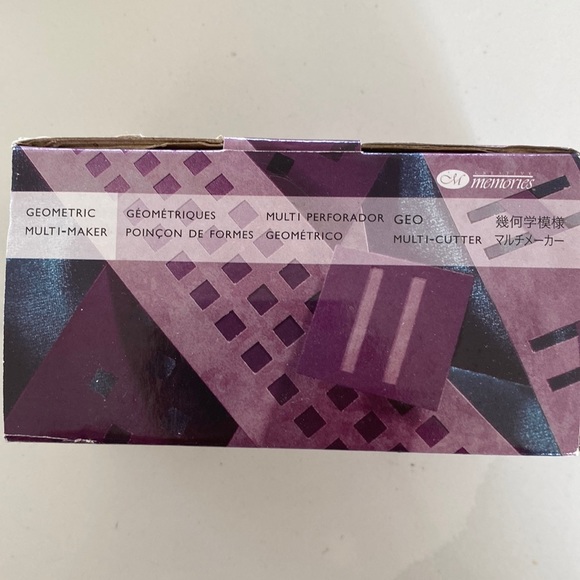 M
memories
GEOMETRIC
MULTI-MAKER
GÉOMÉTRIQUES
POINÇON DE FORMES
MULTI PERFORADOR
GEOMÉTRICO
GEO
MULTI-CUTTER
幾何学模様
マルチメーカー